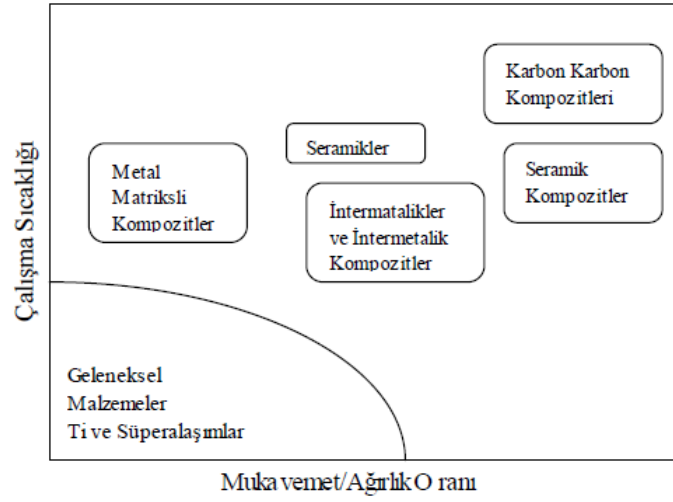 Karbon Karbon
Kompozitleri
Seramikler
Metal
Matriksli
Kompozitler
Seramik
Kompozitler
İntermatalikler
ve İntermetalik
Kompozitler
Çalışma Sıcaklığı
Geleneksel
Malzemeler
Ti ve Süperalaşımlar
Mukavemet/Ağırlık Oranı